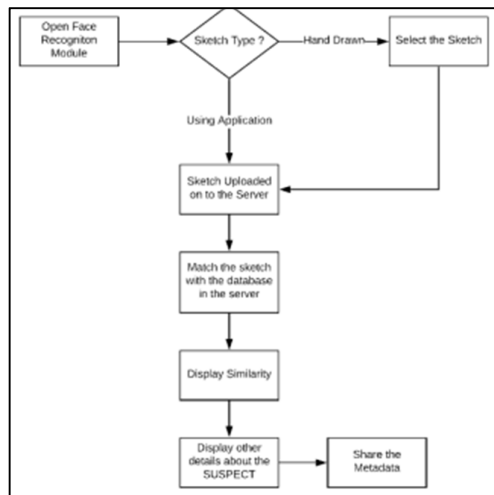 Open Face
Recogniton
Module
Sketch Type ?
Hand Drawn
Select the Sketch
Using Application
Sketch Uploaded
on to the Server
Match the sketch
with the database
in the server
Display Similarity
Display other
details about the
SUSPECT
Share the
Metadata